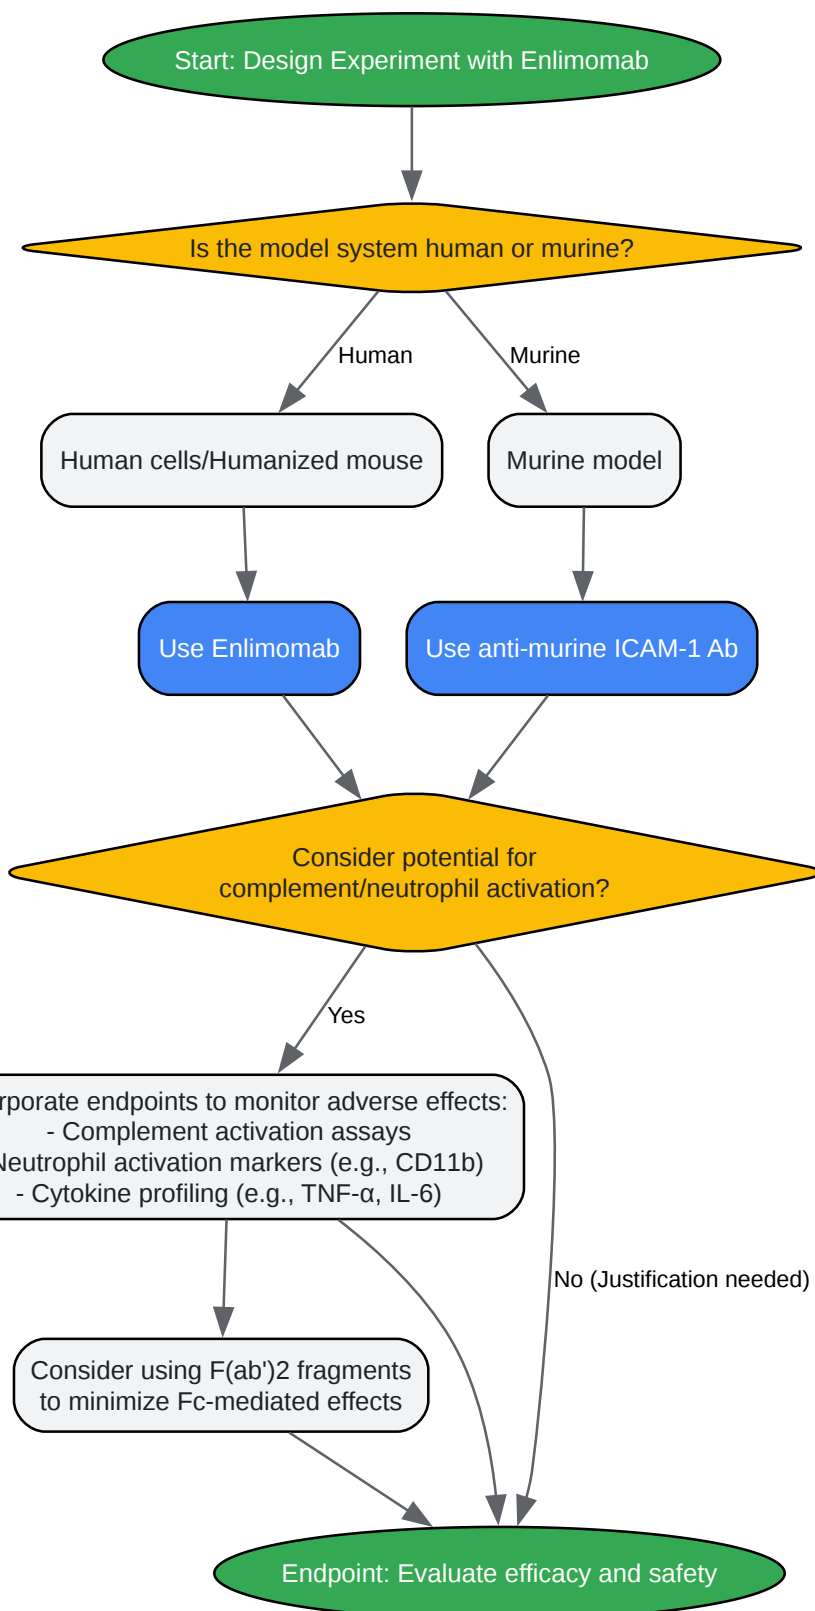 Start: Design Experiment with Enlimomab
Is the model system human or murine?
Human
Murine
Human cells/Humanized mouse
Murine model
Use Enlimomab
Use anti-murine ICAM-1 Ab
Consider potential for
complement/neutrophil activation?
Yes
endpoints to monitor adverse effects:
- Complement activation assays
Neutrophil activation markers (e.g., CD11b)
- Cytokine profiling (e.g., TNF-α, IL-6)
No (Justification needed)
Consider using F(ab')2 fragments
to minimize Fc-mediated effects
Endpoint: Evaluate efficacy and safety